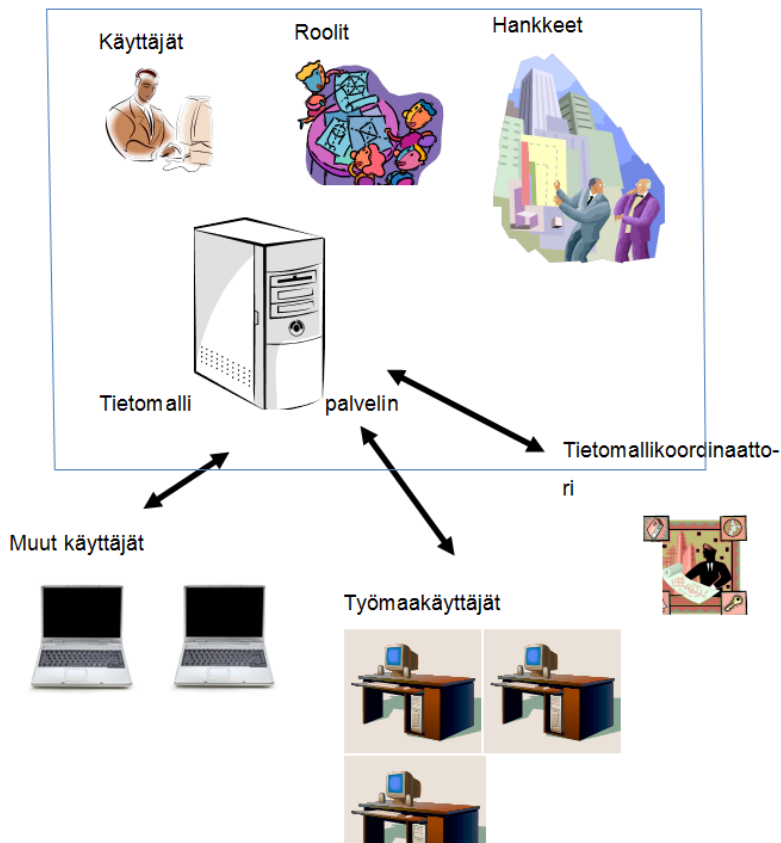 Käyttäjät
Roolit
Hankkeet
Tietomalli palvelin
Tietomallikoordinaatto-
ri
Muut käyttäjät
Työmaakäyttäjät